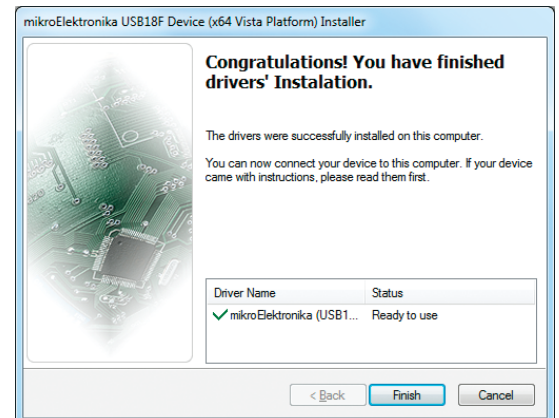 mikroElektronika USB18F Device (x64 Vista Platform) Installer
Congratulations! You have finished
drivers' Instalation.
The drivers were successfully installed on this computer.
You can now connect your device to this computer. If your device
came with instructions, please read them first.
Driver Name Status
mikroElektronika (USB1... Ready to use
< Back Finish Cancel